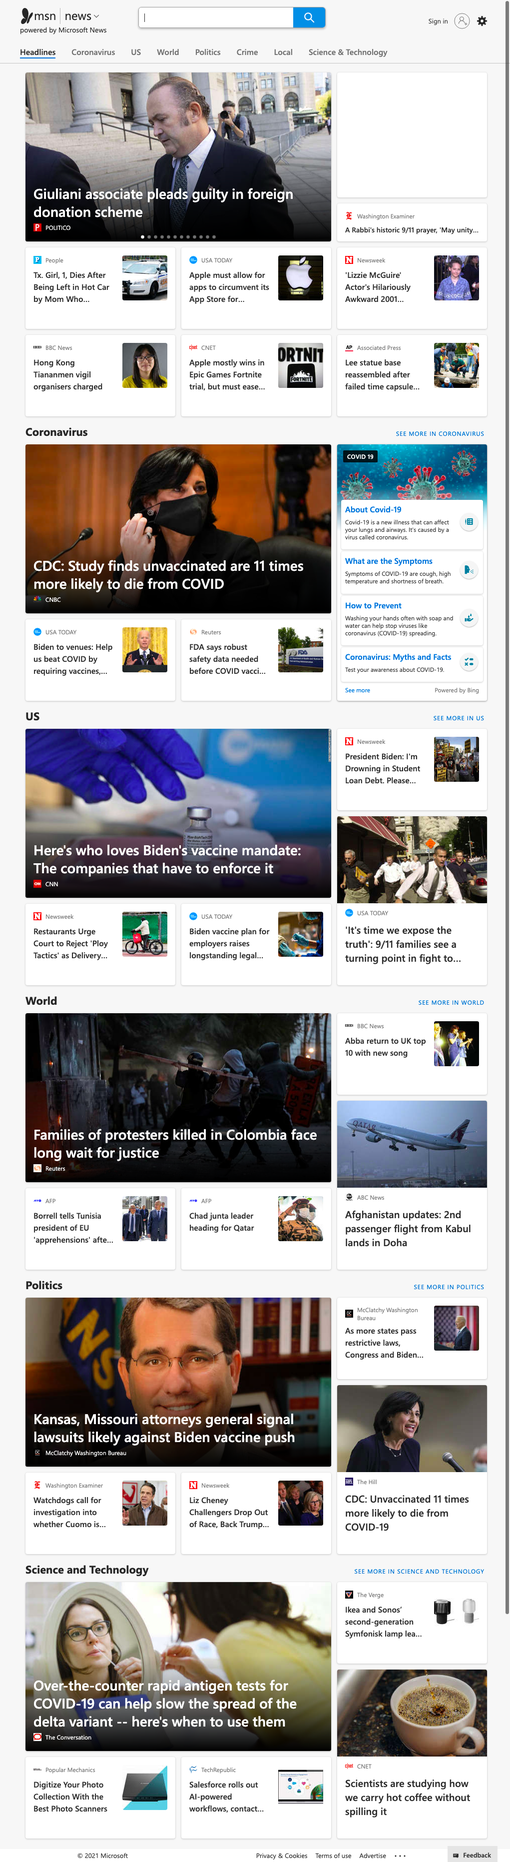 msn | news
powered by Microsoft News
Sign in
Headlines Coronavirus US World Politics Crime Local Science & Technology
Giuliani associate pleads guilty in foreign
donation scheme
POLITICO
Washington Examiner
A Rabbi's historic 9/11 prayer, 'May unity...
People
Tx. Girl, 1, Dies After
Being Left in Hot Car
by Mom Who...
USA TODAY
Apple must allow for
apps to circumvent its
App Store for...
Newsweek
'Lizzie McGuire'
Actor's Hilariously
Awkward 2001...
BBC News
Hong Kong
Tiananmen vigil
organisers charged
CNET
Apple mostly wins in
Epic Games Fortnite
trial, but must ease...
ORTNIT
FORTNITE
AP Associated Press
Lee statue base
reassembled after
failed time capsule...
Coronavirus
SEE MORE IN CORONAVIRUS
CDC: Study finds unvaccinated are 11 times
more likely to die from COVID
CNBC
COVID 19
About Covid-19
Covid-19 is a new illness that can affect
your lungs and airways. It's caused by a
virus called coronavirus.
What are the Symptoms
Symptoms of COVID-19 are cough, high
temperature and shortness of breath.
How to Prevent
Washing your hands often with soap and
water can help stop viruses like
coronavirus (COVID-19) spreading.
Coronavirus: Myths and Facts
Test your awareness about COVID-19.
See more
Powered by Bing
USA TODAY
Biden to venues: Help
us beat COVID by
requiring vaccines,...
Reuters
FDA says robust
safety data needed
before COVID vacci...
FDA
US
SEE MORE IN US
Here's who loves Biden's vaccine mandate:
The companies that have to enforce it
CNN
Newsweek
President Biden: I'm
Drowning in Student
Loan Debt. Please...
USA TODAY
'It's time we expose the
truth': 9/11 families see a
turning point in fight to...
Newsweek
Restaurants Urge
Court to Reject 'Ploy
Tactics' as Delivery...
USA TODAY
Biden vaccine plan for
employers raises
longstanding legal...
World
SEE MORE IN WORLD
Families of protesters killed in Colombia face
long wait for justice
Reuters
BBC News
Abba return to UK top
10 with new song
QATAR
ABC News
Afghanistan updates: 2nd
passenger flight from Kabul
lands in Doha
AFP
Borrell tells Tunisia
president of EU
'apprehensions' afte...
AFP
Chad junta leader
heading for Qatar
Politics
SEE MORE IN POLITICS
Kansas, Missouri attorneys general signal
lawsuits likely against Biden vaccine push
McClatchy Washington Bureau
McClatchy Washington
Bureau
As more states pass
restrictive laws,
Congress and Biden...
The Hill
CDC: Unvaccinated 11 times
more likely to die from
COVID-19
Washington Examiner
Watchdogs call for
investigation into
whether Cuomo is...
Newsweek
Liz Cheney
Challengers Drop Out
of Race, Back Trump...
Science and Technology
SEE MORE IN SCIENCE AND TECHNOLOGY
Over-the-counter rapid antigen tests for
COVID-19 can help slow the spread of the
delta variant -- here's when to use them
The Conversation
The Verge
Ikea and Sonos'
second-generation
Symfonisk lamp lea...
CNET
Scientists are studying how
we carry hot coffee without
spilling it
Popular Mechanics
Digitize Your Photo
Collection With the
Best Photo Scanners
TechRepublic
Salesforce rolls out
AI-powered
workflows, contact...
© 2021 Microsoft
Privacy & Cookies Terms of use Advertise ...
Feedback